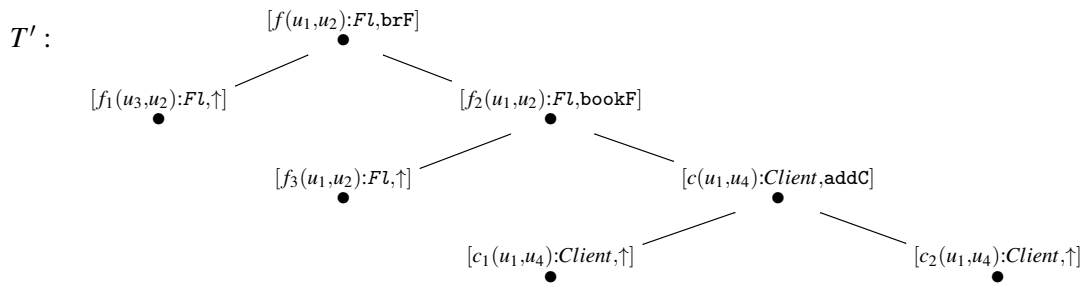 T′ :
[f(u₁,u₂):Fl,brF]
[f₁(u₃,u₂):Fl,↑]
[f₂(u₁,u₂):Fl,bookF]
[f₃(u₁,u₂):Fl,↑]
[c(u₁,u₄):Client,addC]
[c₁(u₁,u₄):Client,↑]
[c₂(u₁,u₄):Client,↑]